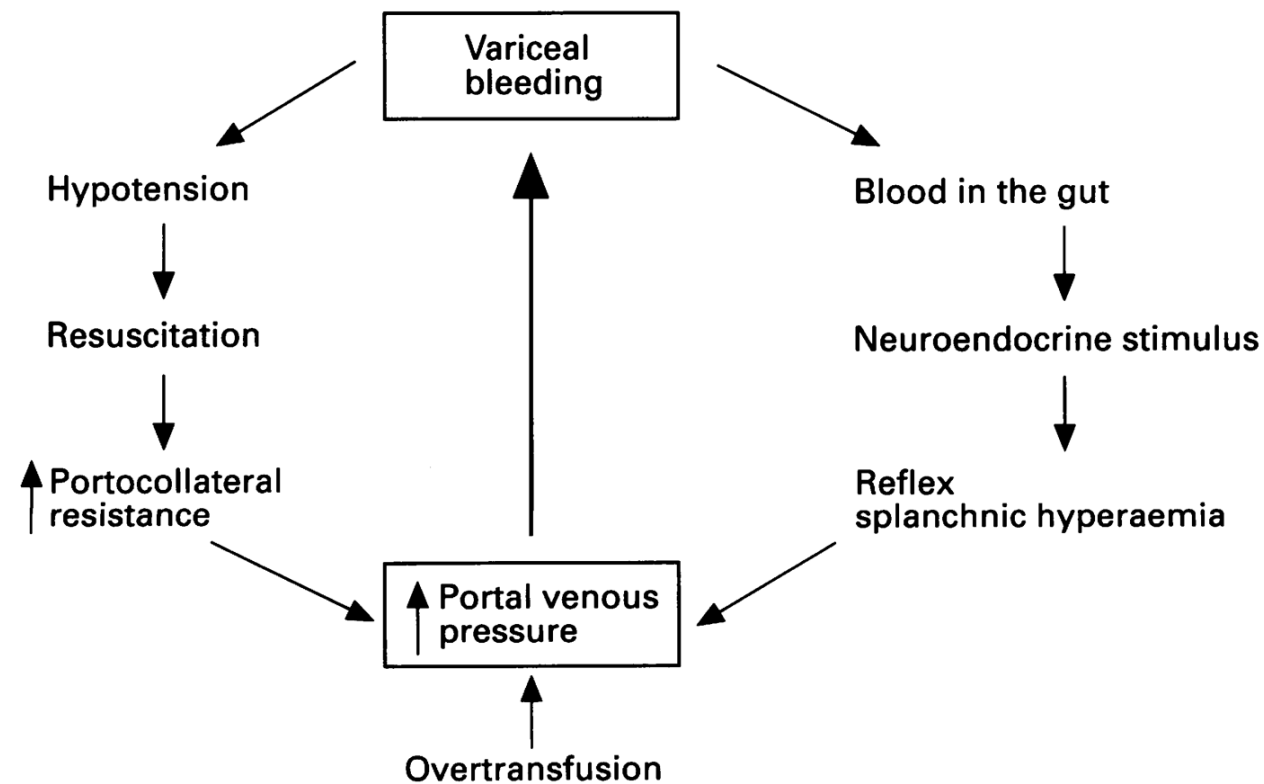 Variceal
bleeding
Hypotension
Blood in the gut
Resuscitation
Neuroendocrine stimulus
Portocollateral
resistance
Reflex
splanchnic hyperaemia
Portal venous
pressure
Overtransfusion